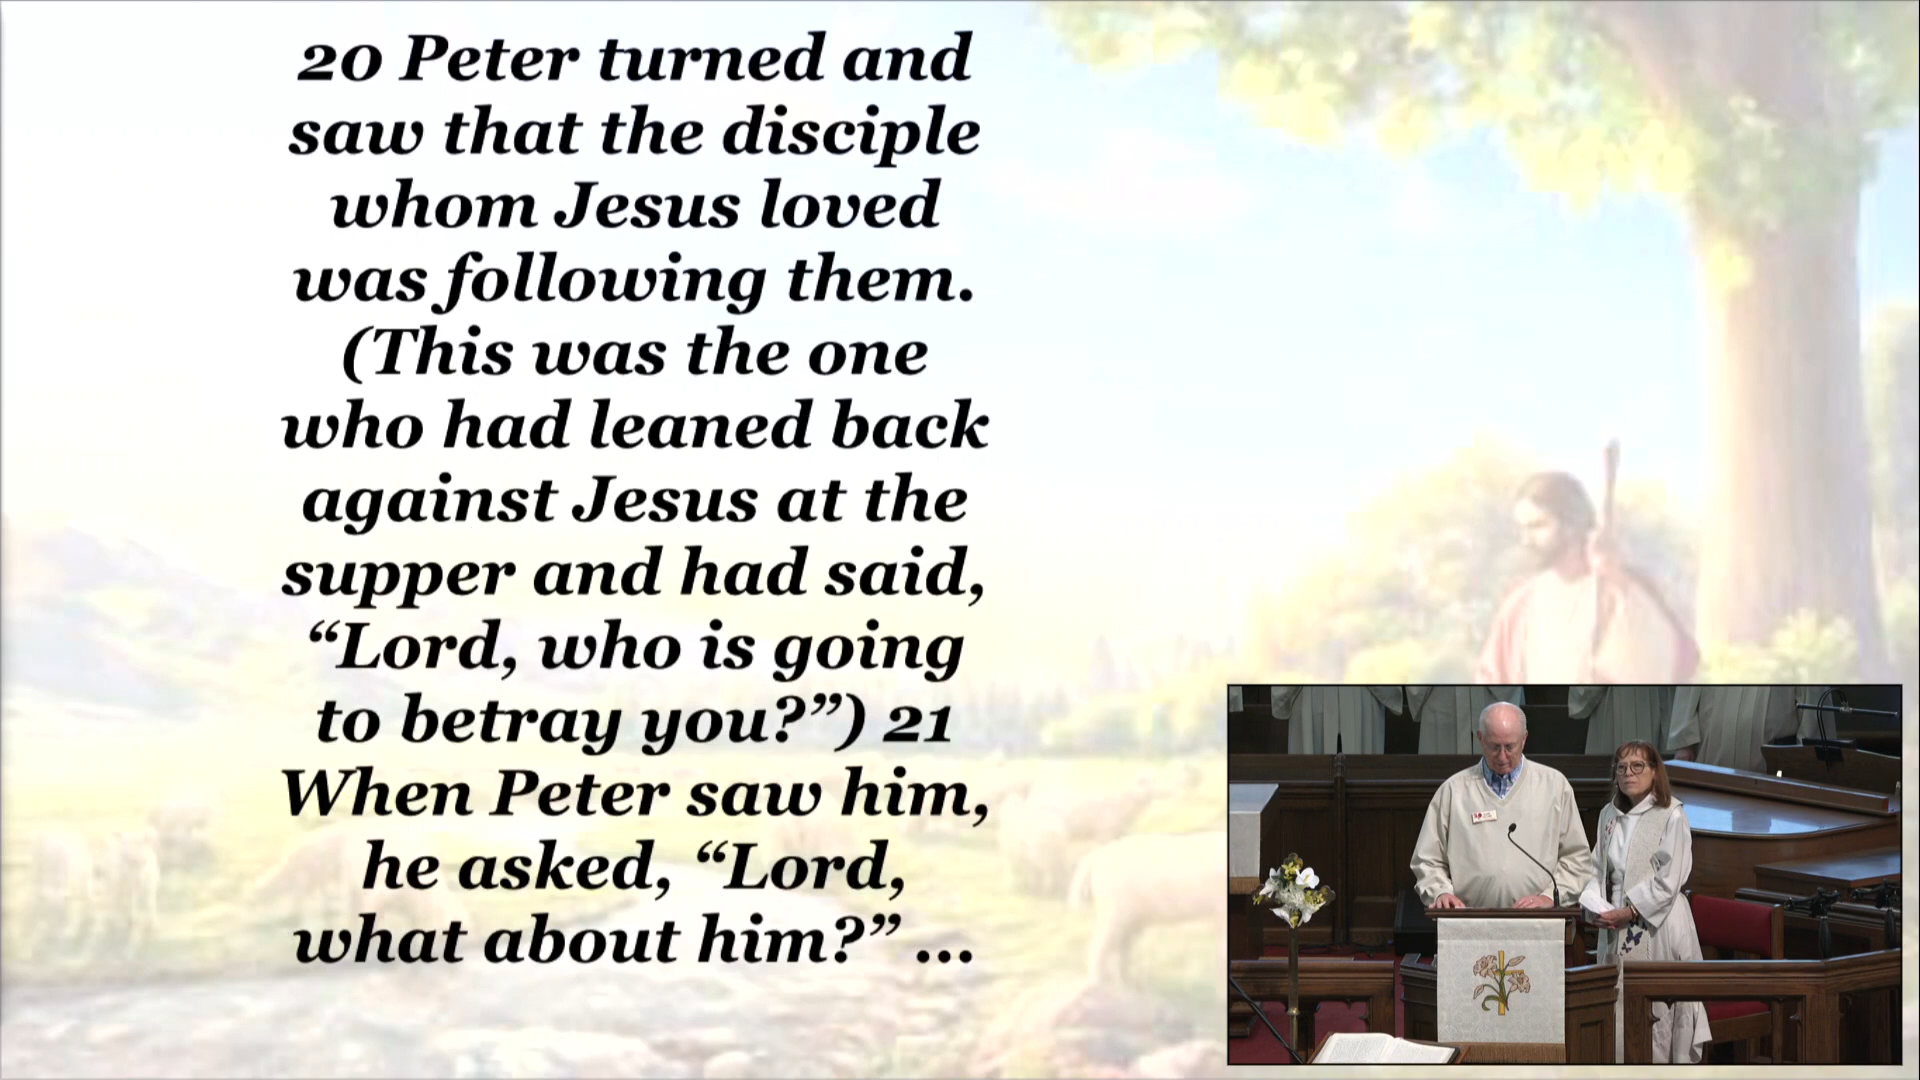 20 Peter turned and
saw that the disciple
whom Jesus loved
was following them.
(This was the one
who had leaned back
against Jesus at the
supper and had said,
“Lord, who is going
to betray you?”) 21
When Peter saw him,
he asked, “Lord,
what about him?” ...